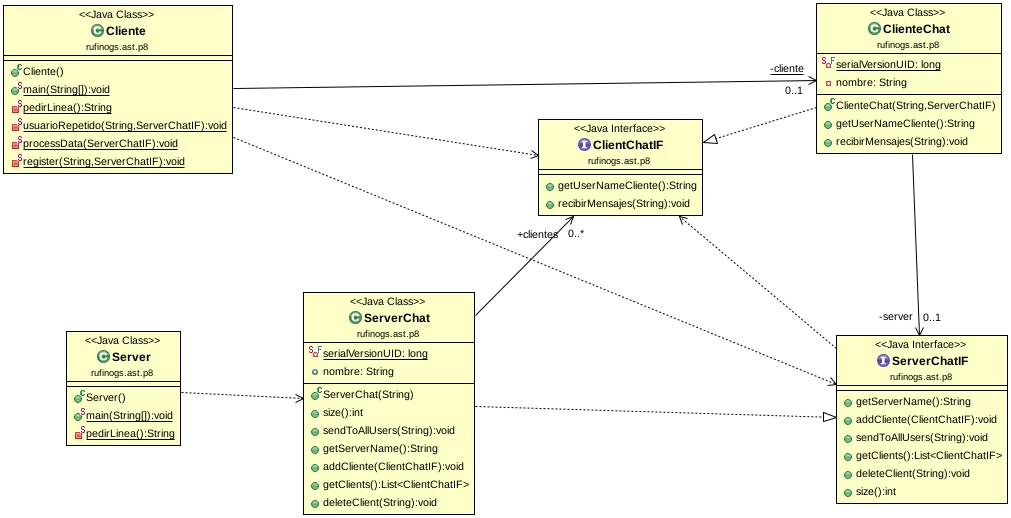 <<Java Class>>
Cliente
rufinogs.ast.p8
Cliente()
main(String[]):void
pedirLinea():String
usuarioRepetido(String,ServerChatIF):void
processData(ServerChatIF):void
register(String,ServerChatIF):void
-cliente
0..1
<<Java Class>>
ClienteChat
rufinogs.ast.p8
serialVersionUID: long
nombre: String
ClienteChat(String,ServerChatIF)
getUserNameCliente():String
recibirMensajes(String):void
<<Java Interface>>
ClientChatIF
rufinogs.ast.p8
getUserNameCliente():String
recibirMensajes(String):void
+clientes 0..*
<<Java Class>>
Server
rufinogs.ast.p8
Server()
main(String[]):void
pedirLinea():String
<<Java Class>>
ServerChat
rufinogs.ast.p8
serialVersionUID: long
nombre: String
ServerChat(String)
size():int
sendToAllUsers(String):void
getServerName():String
addCliente(ClientChatIF):void
getClients():List<ClientChatIF>
deleteClient(String):void
-server 0..1
<<Java Interface>>
ServerChatIF
rufinogs.ast.p8
getServerName():String
addCliente(ClientChatIF):void
sendToAllUsers(String):void
getClients():List<ClientChatIF>
deleteClient(String):void
size():int